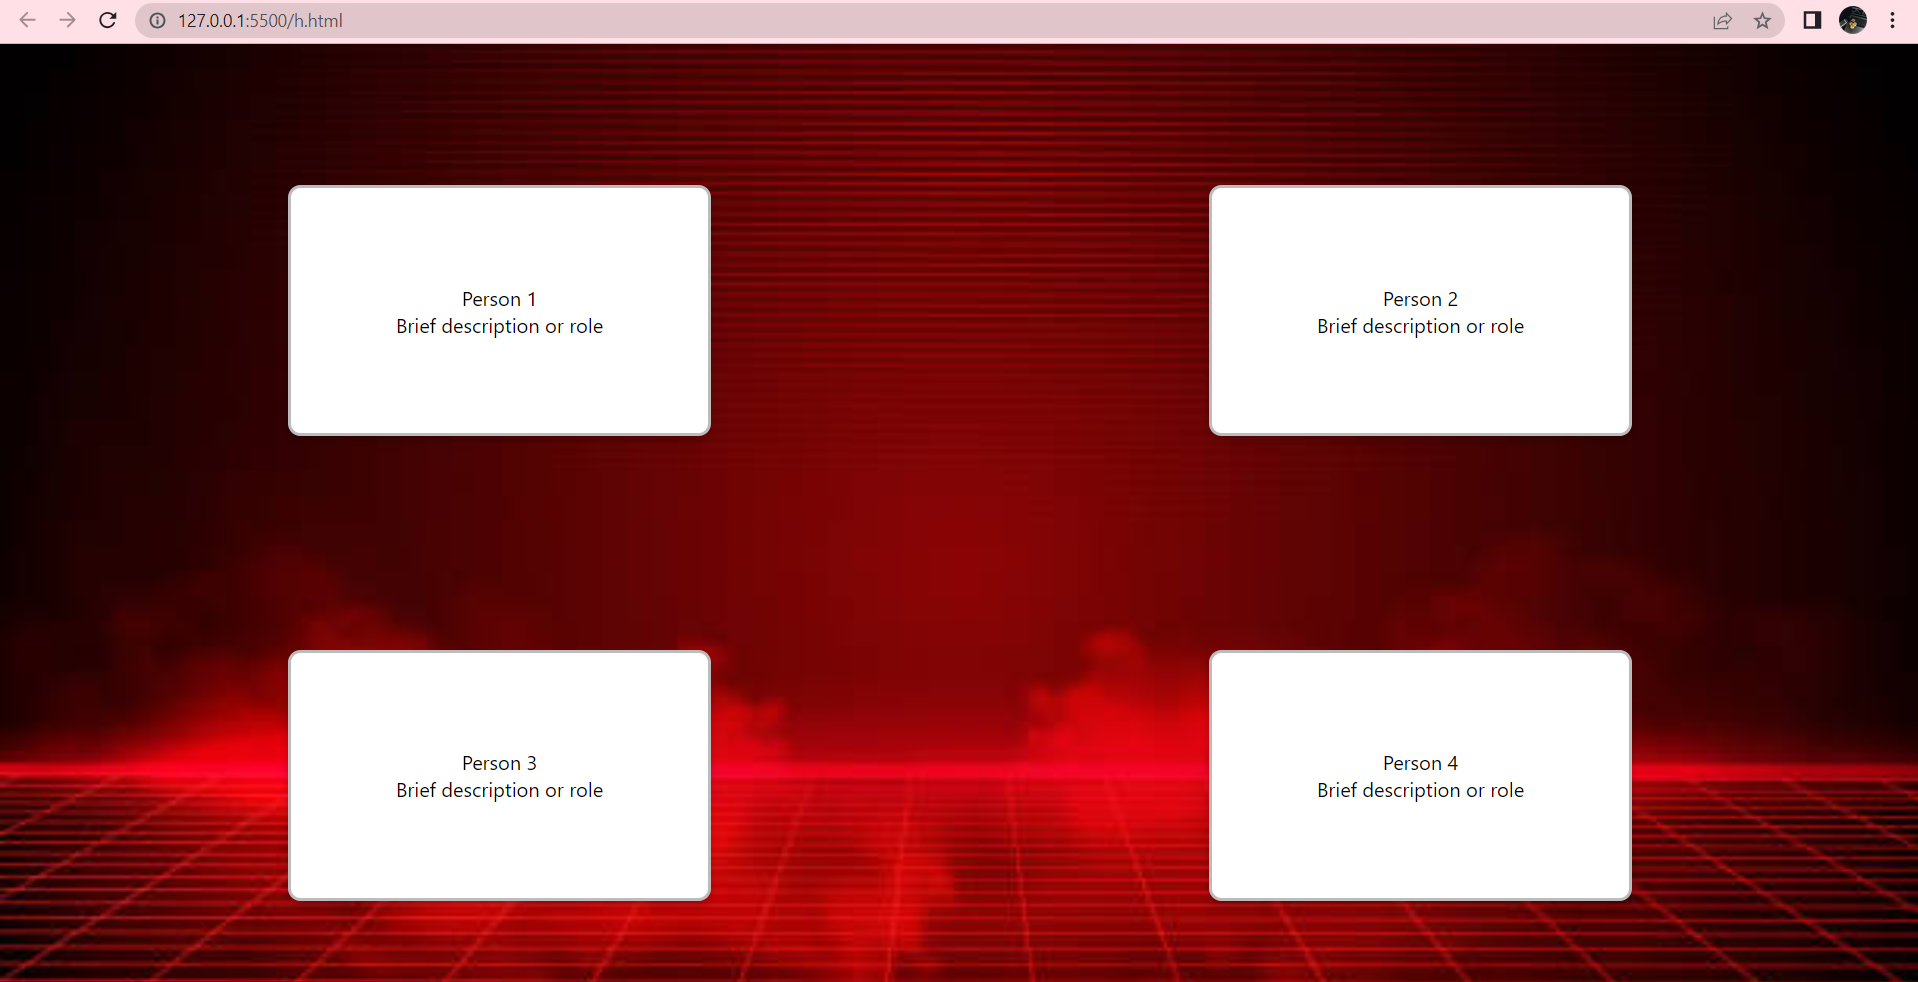 127.0.0.1:5500/h.html
Person 1
Brief description or role
Person 2
Brief description or role
Person 3
Brief description or role
Person 4
Brief description or role